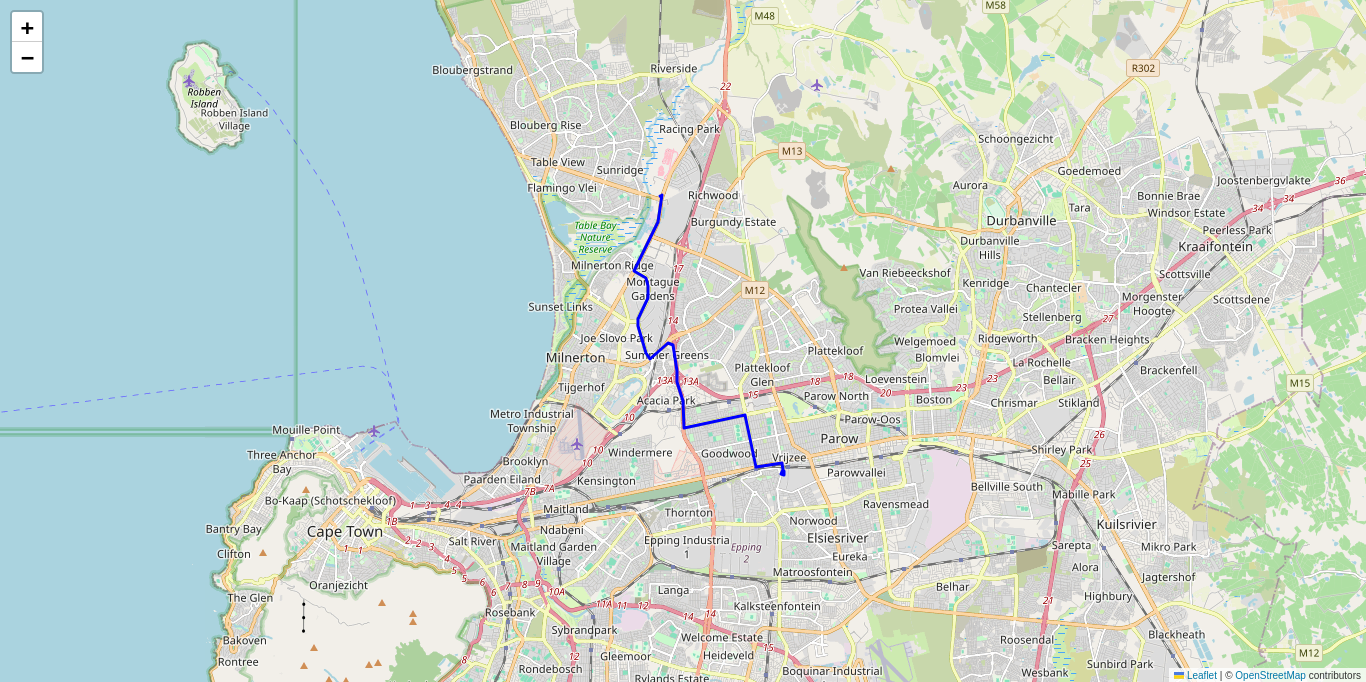 +
−
M48
M58
Bloubergstrand
Riverside
R302
22
Robben
Island
Robben Island
Village
Blouberg Rise
Racing Park
Schoongezicht
M13
Table View
Sunridge
Goedemoed
Joostenbergvlakte
36
Flamingo Vlei
Richwood
Aurora
Bonnie Brae
34
34
Tara
Windsor Estate
Durbanville
Burgundy Estate
Table Bay
Nature
Reserve
Peerless Park
Durbanville
Hills
Kraaifontein
Milnerton Ridge
17
Van Riebeeckshof
Scottsville
Montague
Gardens
M12
Kenridge
Chantecler
Morgenster
Hoogte
Scottsdene
Sunset Links
Protea Vallei
Stellenberg
14
27
Joe Slovo Park
Welgemoed
Ridgeworth
Bracken Heights
Milnerton
Summer Greens
Plattekloof
Blomvlei
La Rochelle
Plattekloof
Glen
Brackenfell
Tijgerhof
13A
13A
18
18
Loevenstein
23
23
Bellair
M15
15
20
Acacia Park
Parow North
Boston
Chrismar
Stikland
Metro Industrial
Township
10
Parow-Oos
Mouille Point
Parow
26
Three Anchor
Bay
Windermere
Goodwood
Vrijzee
25
Shirley Park
Brooklyn
10
Parowvallei
Paarden Eiland
10
Kensington
Bellville South
Mabille Park
Bo-Kaap (Schotschekloof)
7B
7A
1
3
4
4
Maitland
Thornton
Ravensmead
Bantry Bay
Cape Town
1B
Ndabeni
Norwood
Kuilsrivier
1
1
2
2
4
5
Salt River
Maitland Garden
Village
Epping Industria
1
Epping
2
Elsiesriver
Sarepta
Mikro Park
Clifton
Eureka
5
Matroosfontein
Alora
Oranjezicht
6
7
8
9
10A
Langa
Belhar
Jagtershof
The Glen
11A
11
12
14
14
Kalksteenfontein
21
Highbury
Rosebank
Sybrandpark
Welcome Estate
Roosendal
Blackheath
Bakoven
15
Rontree
8
12
Gleemoor
Heideveld
M12
Rondebosch
Rylands Estate
Boquinar Industrial
Wesbank
Sunbird Park
Leaflet | © OpenStreetMap contributors